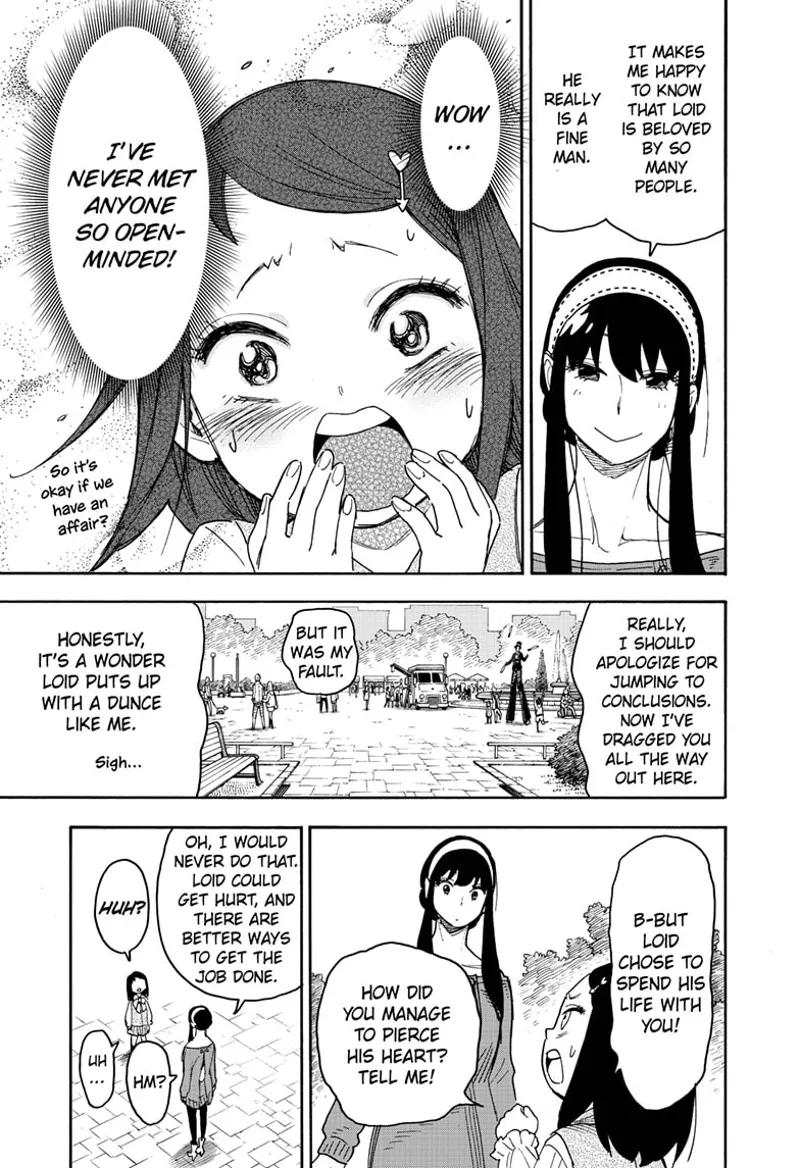 IT MAKES
ME HAPPY
TO KNOW
THAT LOID
IS BELOVED
BY SO
MANY
PEOPLE.
HE
REALLY
IS A
FINE
MAN.
WOW
...
I'VE
NEVER MET
ANYONE
SO OPEN-
MINDED!
So it's
okay if we
have an
affair?
REALLY,
I SHOULD
APOLOGIZE FOR
JUMPING TO
CONCLUSIONS.
NOW I'VE
DRAGGED YOU
ALL THE WAY
OUT HERE.
BUT IT
WAS MY
FAULT.
HONESTLY,
IT'S A WONDER
LOID PUTS UP
WITH A DUNCE
LIKE ME.
Sigh...
B-BUT
LOID
CHOSE TO
SPEND HIS
LIFE WITH
YOU!
HOW DID
YOU MANAGE
TO PIERCE
HIS HEART?
TELL ME!
OH, I WOULD
NEVER DO THAT.
LOID COULD
GET HURT, AND
THERE ARE
BETTER WAYS
TO GET THE
JOB DONE.
HUH?
HM?
UH
...